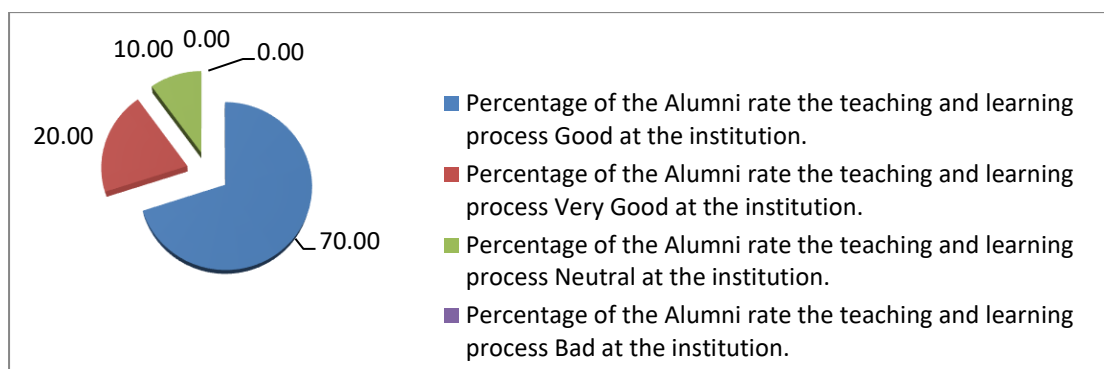 10.00
0.00
0.00
20.00
70.00
Percentage of the Alumni rate the teaching and learning
process Good at the institution.
Percentage of the Alumni rate the teaching and learning
process Very Good at the institution.
Percentage of the Alumni rate the teaching and learning
process Neutral at the institution.
Percentage of the Alumni rate the teaching and learning
process Bad at the institution.